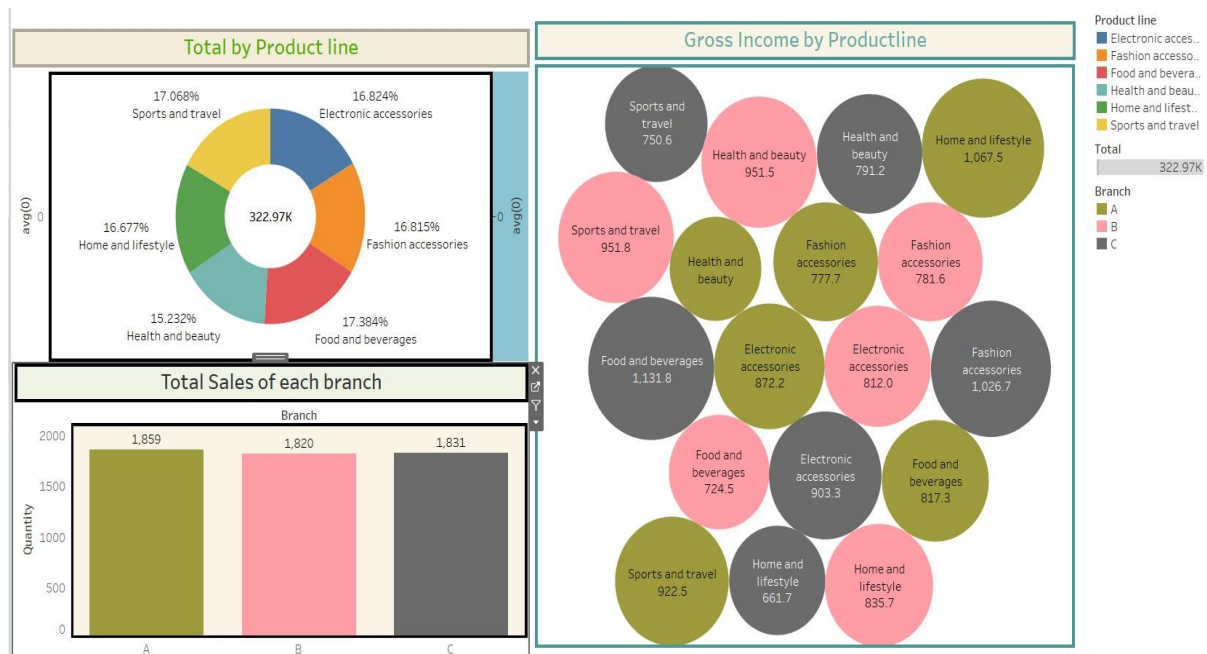 Total by Product line
avg(0)
0
17.068%
Sports and travel
16.824%
Electronic accessories
16.677%
Home and lifestyle
322.97K
16.815%
Fashion accessories
15.232%
Health and beauty
17.384%
Food and beverages
0
avg(0)
Total Sales of each branch
Branch
Quantity
2000
1500
1000
500
0
1,859
1,820
1,831
A
B
C
Gross Income by Productline
Sports and
travel
750.6
Health and beauty
951.5
Health and
beauty
791.2
Home and lifestyle
1,067.5
Sports and travel
951.8
Health and
beauty
Fashion
accessories
777.7
Fashion
accessories
781.6
Food and beverages
1,131.8
Electronic
accessories
872.2
Electronic
accessories
812.0
Fashion
accessories
1,026.7
Food and
beverages
724.5
Electronic
accessories
903.3
Food and
beverages
817.3
Sports and travel
922.5
Home and
lifestyle
661.7
Home and
lifestyle
835.7
Product line
Electronic acces..
Fashion accesso..
Food and bevera..
Health and beau..
Home and lifest..
Sports and travel
Total
322.97K
Branch
A
B
C